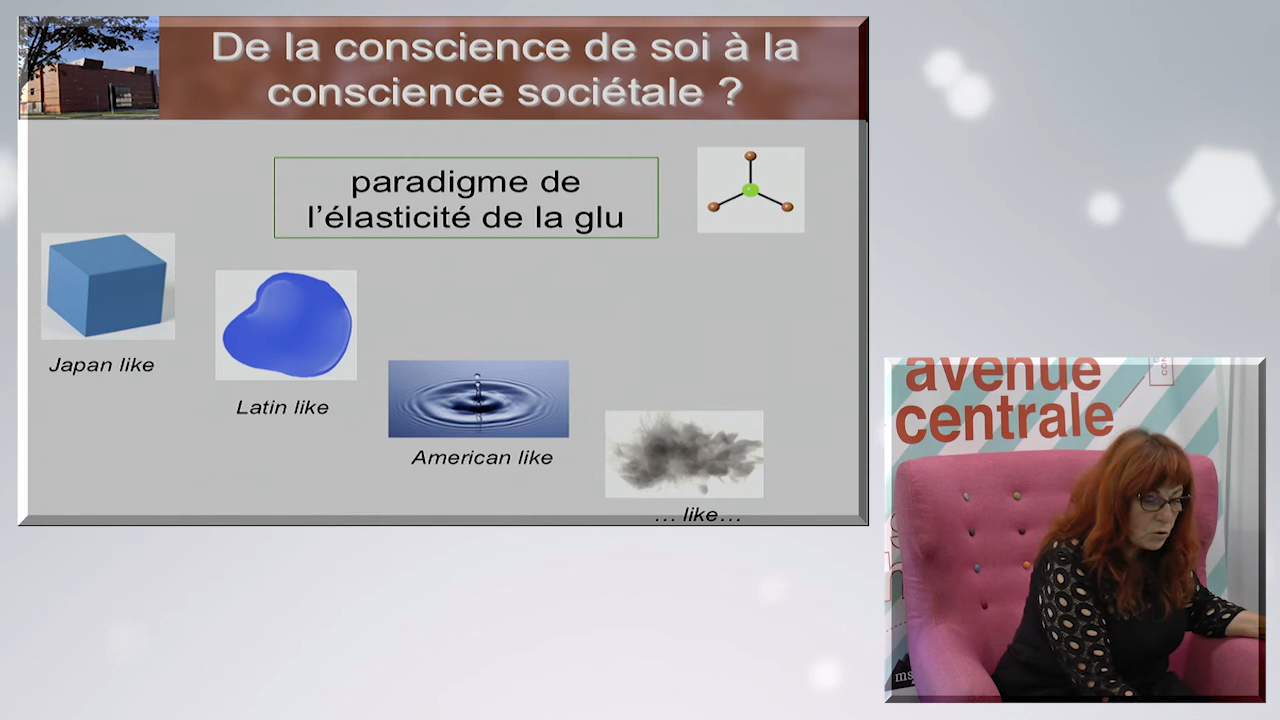 De la conscience de soi à la
conscience sociétale ?
paradigme de
l'élasticité de la glu
Japan like
Latin like
American like
… like…
avenue
centrale